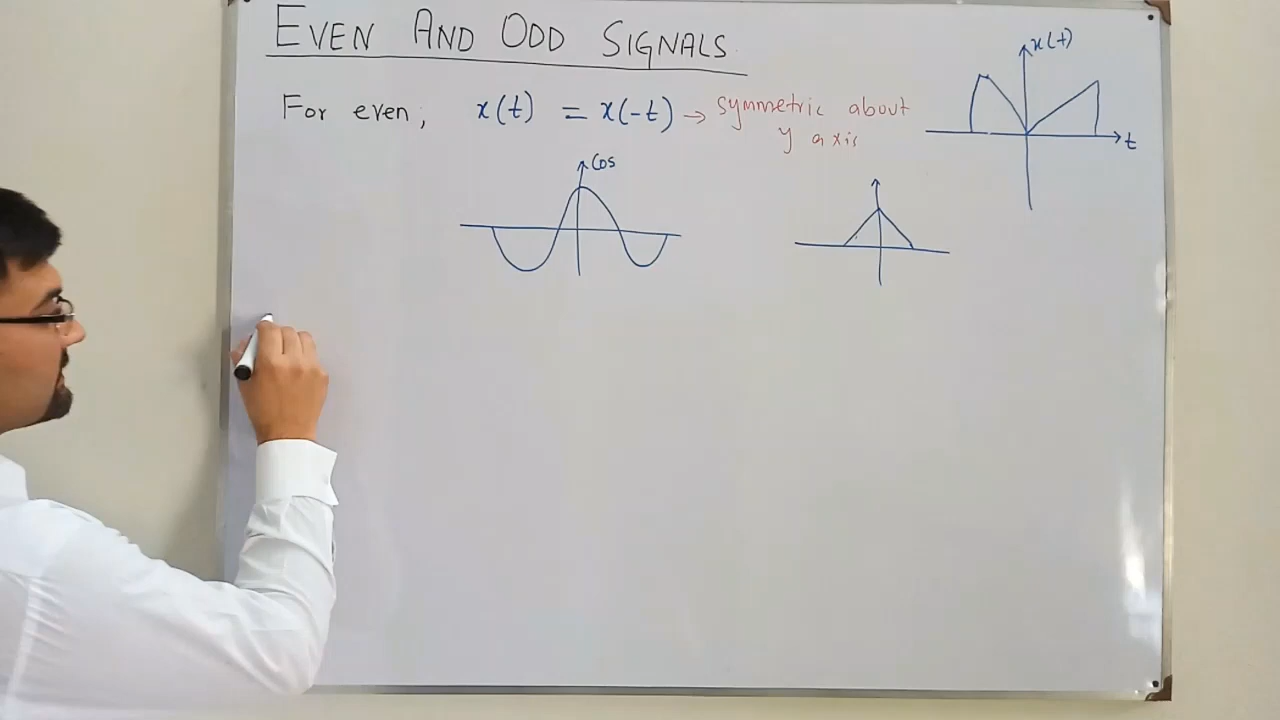 EVEN AND ODD SIGNALS
x(t)
For even; x(t) = x(-t) → symmetric about
y axis
t
Cos